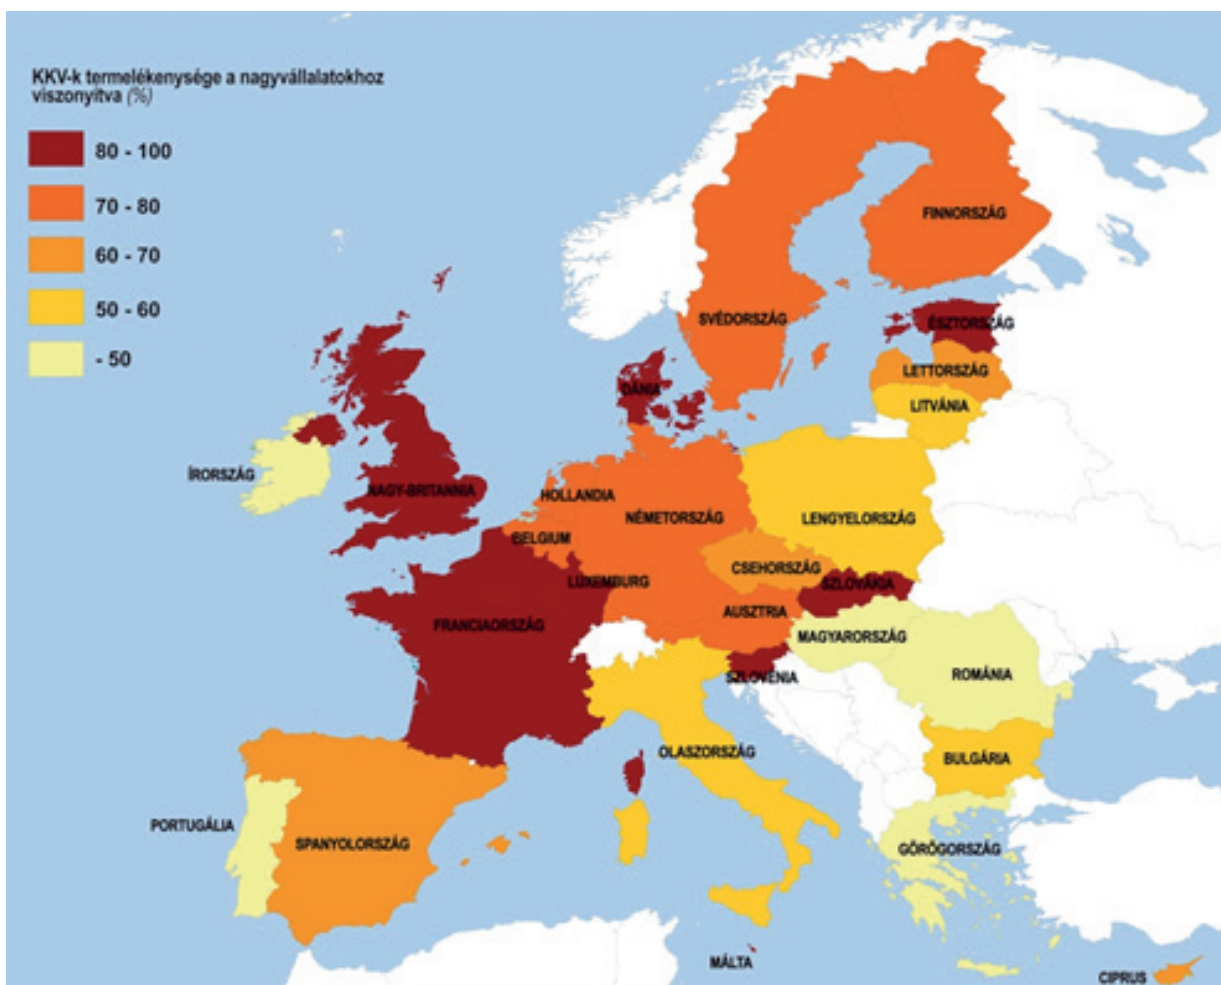 KKV-k termelékenysége a nagyvállalatokhoz
viszonyítva (%)
80 - 100
70 - 80
60 - 70
50 - 60
- 50
FINNORSZÁG
SVÉDORSZÁG
ÉSZTORSZÁG
LETTORSZÁG
DÁNIA
LITVÁNIA
ÍRORSZÁG
NAGY-BRITANNIA
HOLLANDIA
NÉMETORSZÁG
LENGYELORSZÁG
BELGIUM
CSEHORSZÁG
LUXEMBURG
SZLOVÁKIA
AUSZTRIA
FRANCIAORSZÁG
MAGYARORSZÁG
SZLOVÉNIA
ROMÁNIA
OLASZORSZÁG
BULGÁRIA
PORTUGÁLIA
SPANYOLORSZÁG
GÖRÖGORSZÁG
MÁLTA
CIPRUS